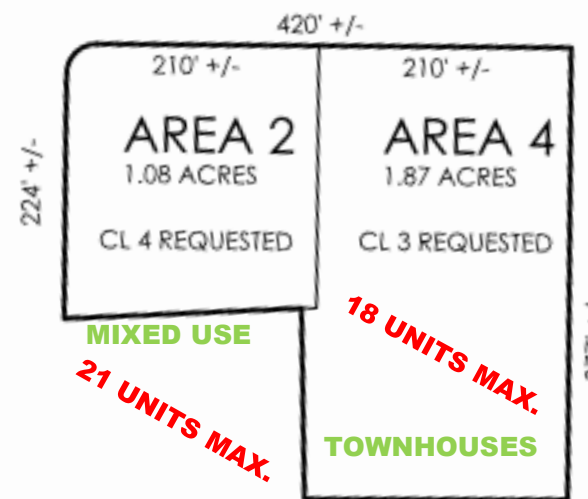 420' +/-
210' +/-
210' +/-
AREA 2
1.08 ACRES
AREA 4
1.87 ACRES
224' +/-
CL 4 REQUESTED
CL 3 REQUESTED
MIXED USE
21 UNITS MAX.
18 UNITS MAX.
TOWNHOUSES